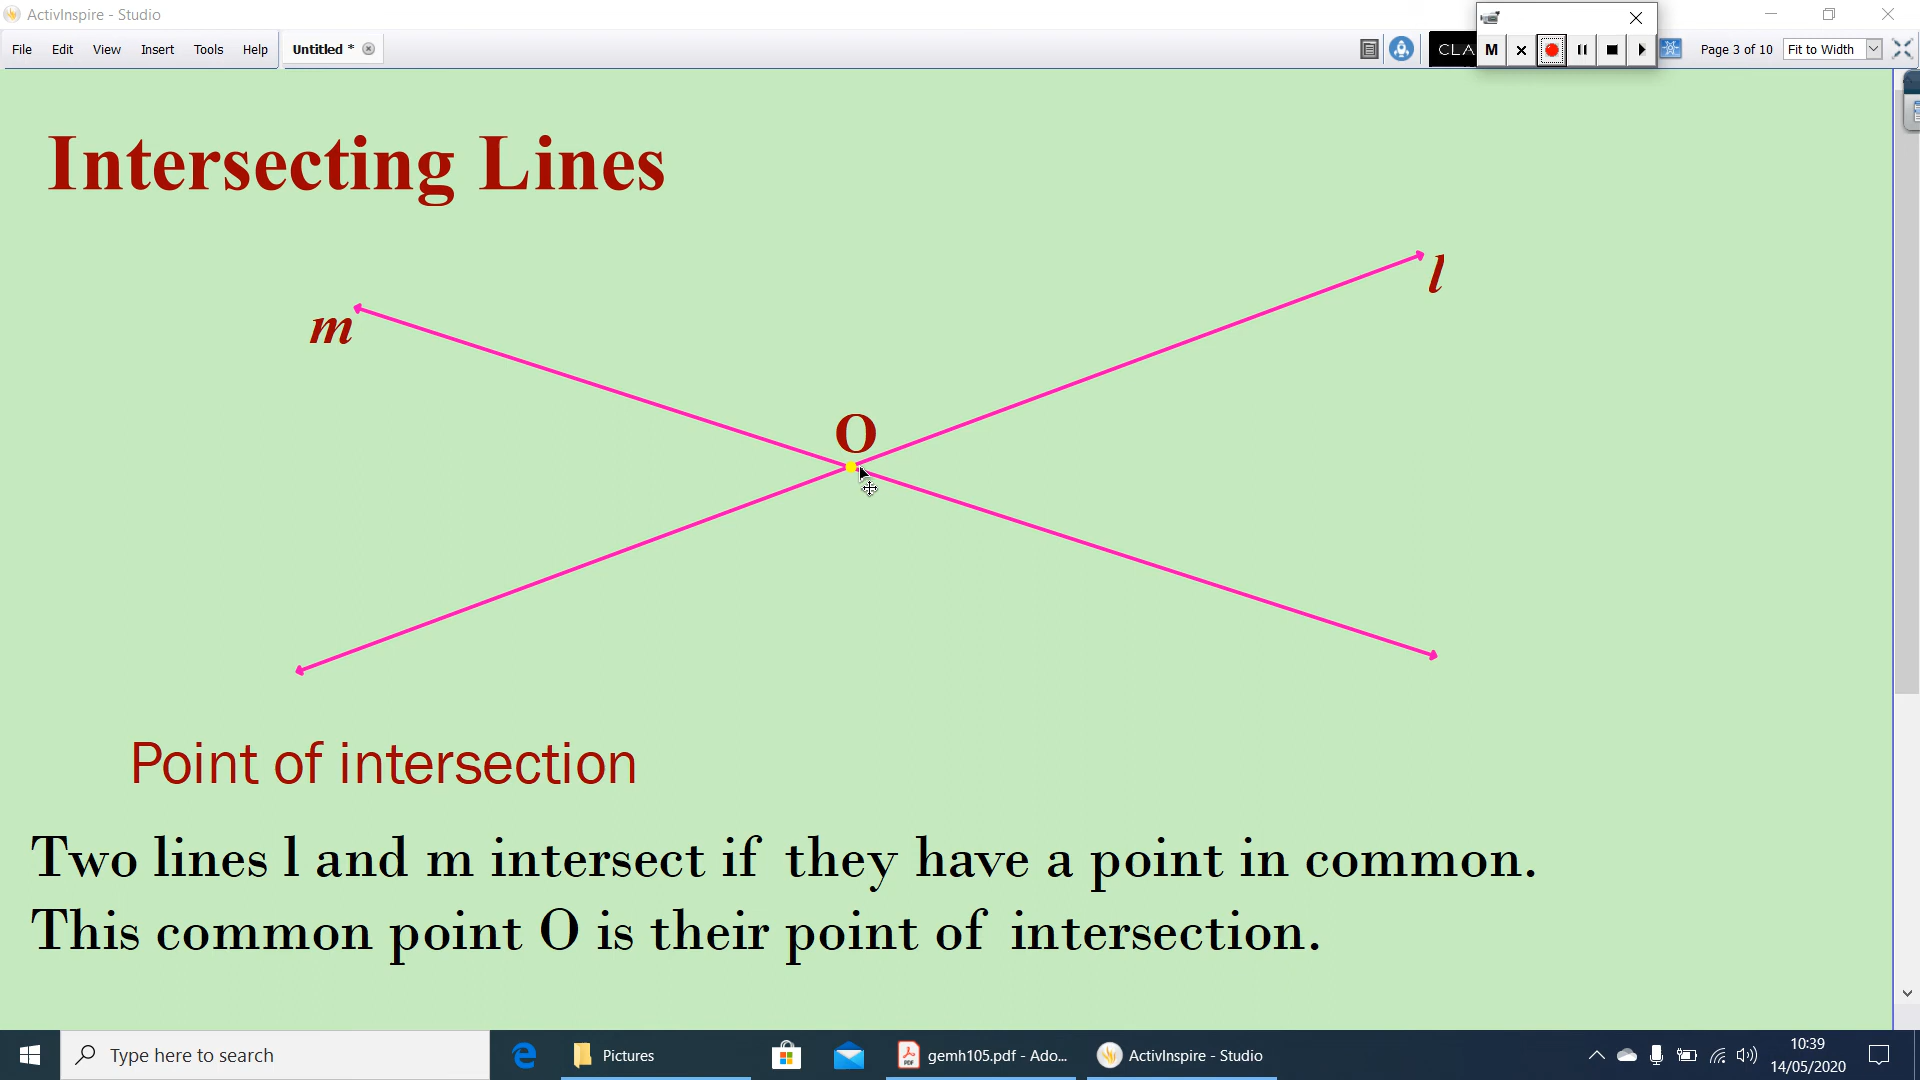 ActivInspire - Studio
File Edit View Insert Tools Help Untitled * CLA M Page 3 of 10 Fit to Width
Intersecting Lines
l
m
O
Point of intersection
Two lines l and m intersect if they have a point in common.
This common point O is their point of intersection.
Type here to search Pictures gemh105.pdf - Ado... ActivInspire - Studio 10:39
14/05/2020